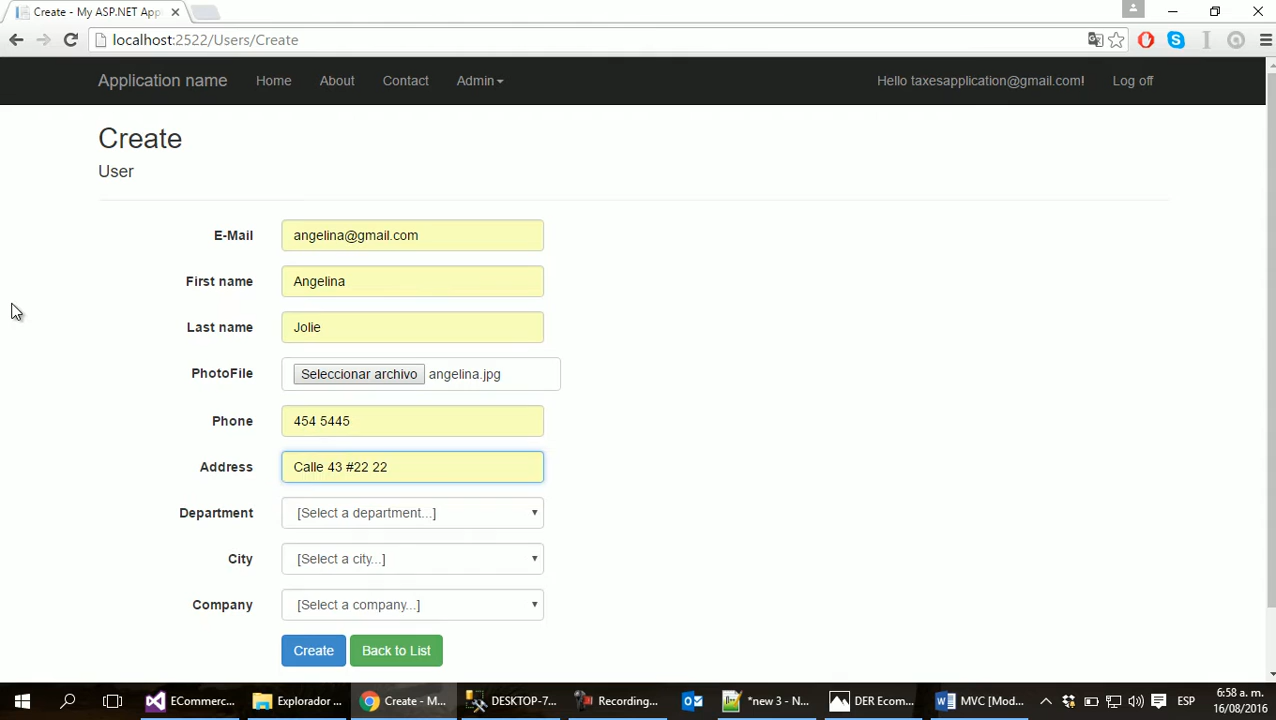 Create - My ASP.NET App
localhost:2522/Users/Create
Application name Home About Contact Admin Hello taxesapplication@gmail.com! Log off
Create
User
E-Mail angelina@gmail.com
First name Angelina
Last name Jolie
PhotoFile Seleccionar archivo angelina.jpg
Phone 454 5445
Address Calle 43 #22 22
Department [Select a department...]
City [Select a city...]
Company [Select a company...]
Create Back to List
ECommerc... Explorador ... Create - M... DESKTOP-7... Recording... *new 3 - N... DER Ecom... MVC [Mod... ESP 6:58 a. m.
16/08/2016